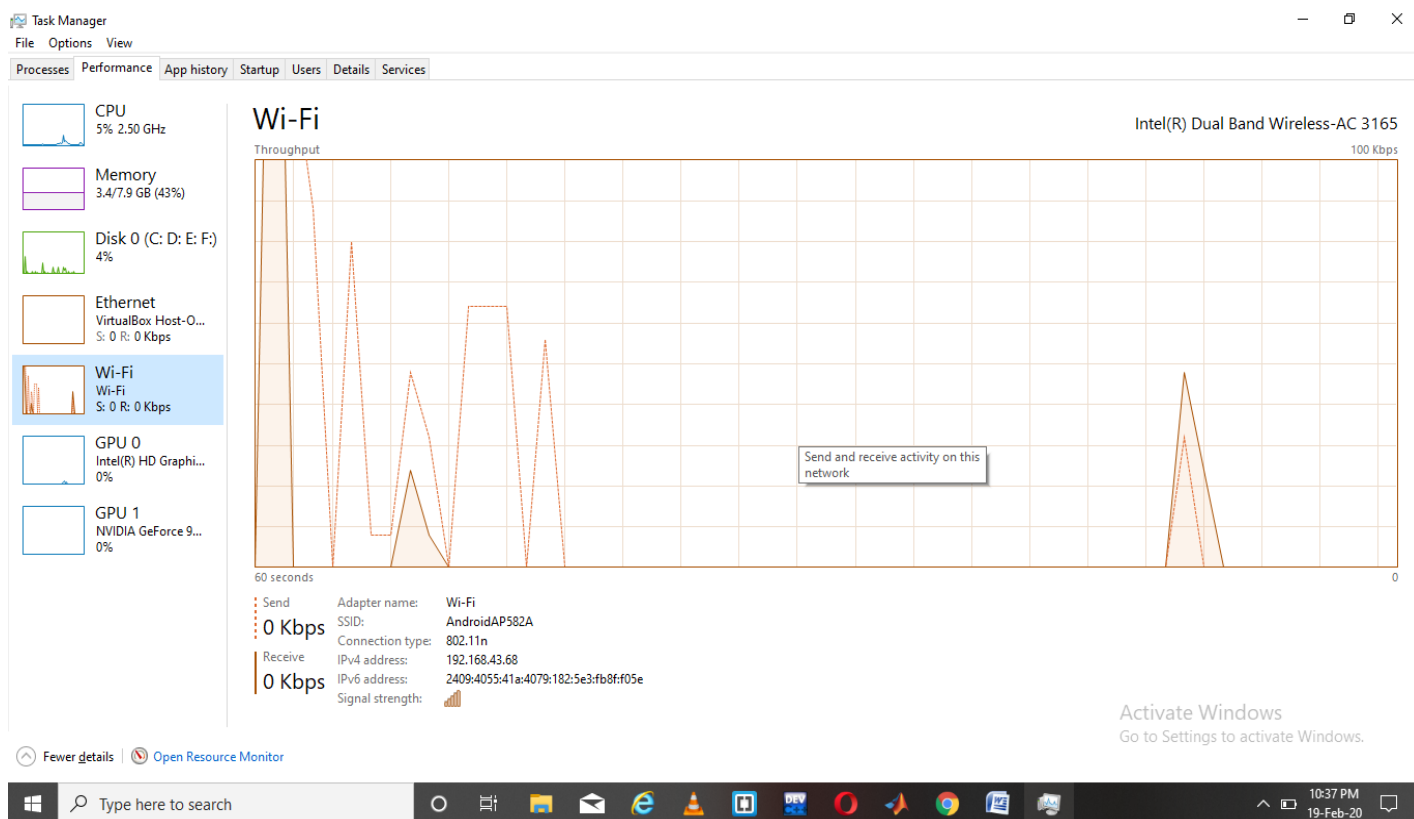 Task Manager
File Options View
Processes Performance App history Startup Users Details Services
CPU
5% 2.50 GHz
Memory
3.4/7.9 GB (43%)
Disk 0 (C: D: E: F:)
4%
Ethernet
VirtualBox Host-O...
S: 0 R: 0 Kbps
Wi-Fi
Wi-Fi
S: 0 R: 0 Kbps
GPU 0
Intel(R) HD Graphi...
0%
GPU 1
NVIDIA GeForce 9...
0%
Wi-Fi
Intel(R) Dual Band Wireless-AC 3165
Throughput
100 Kbps
Send and receive activity on this
network
60 seconds
0
Send
0 Kbps
Receive
0 Kbps
Adapter name: Wi-Fi
SSID: AndroidAP582A
Connection type: 802.11n
IPv4 address: 192.168.43.68
IPv6 address: 2409:4055:41a:4079:182:5e3:fb8f:f05e
Signal strength:
Activate Windows
Go to Settings to activate Windows.
Fewer details
Open Resource Monitor
Type here to search
DEV
10:37 PM
19-Feb-20